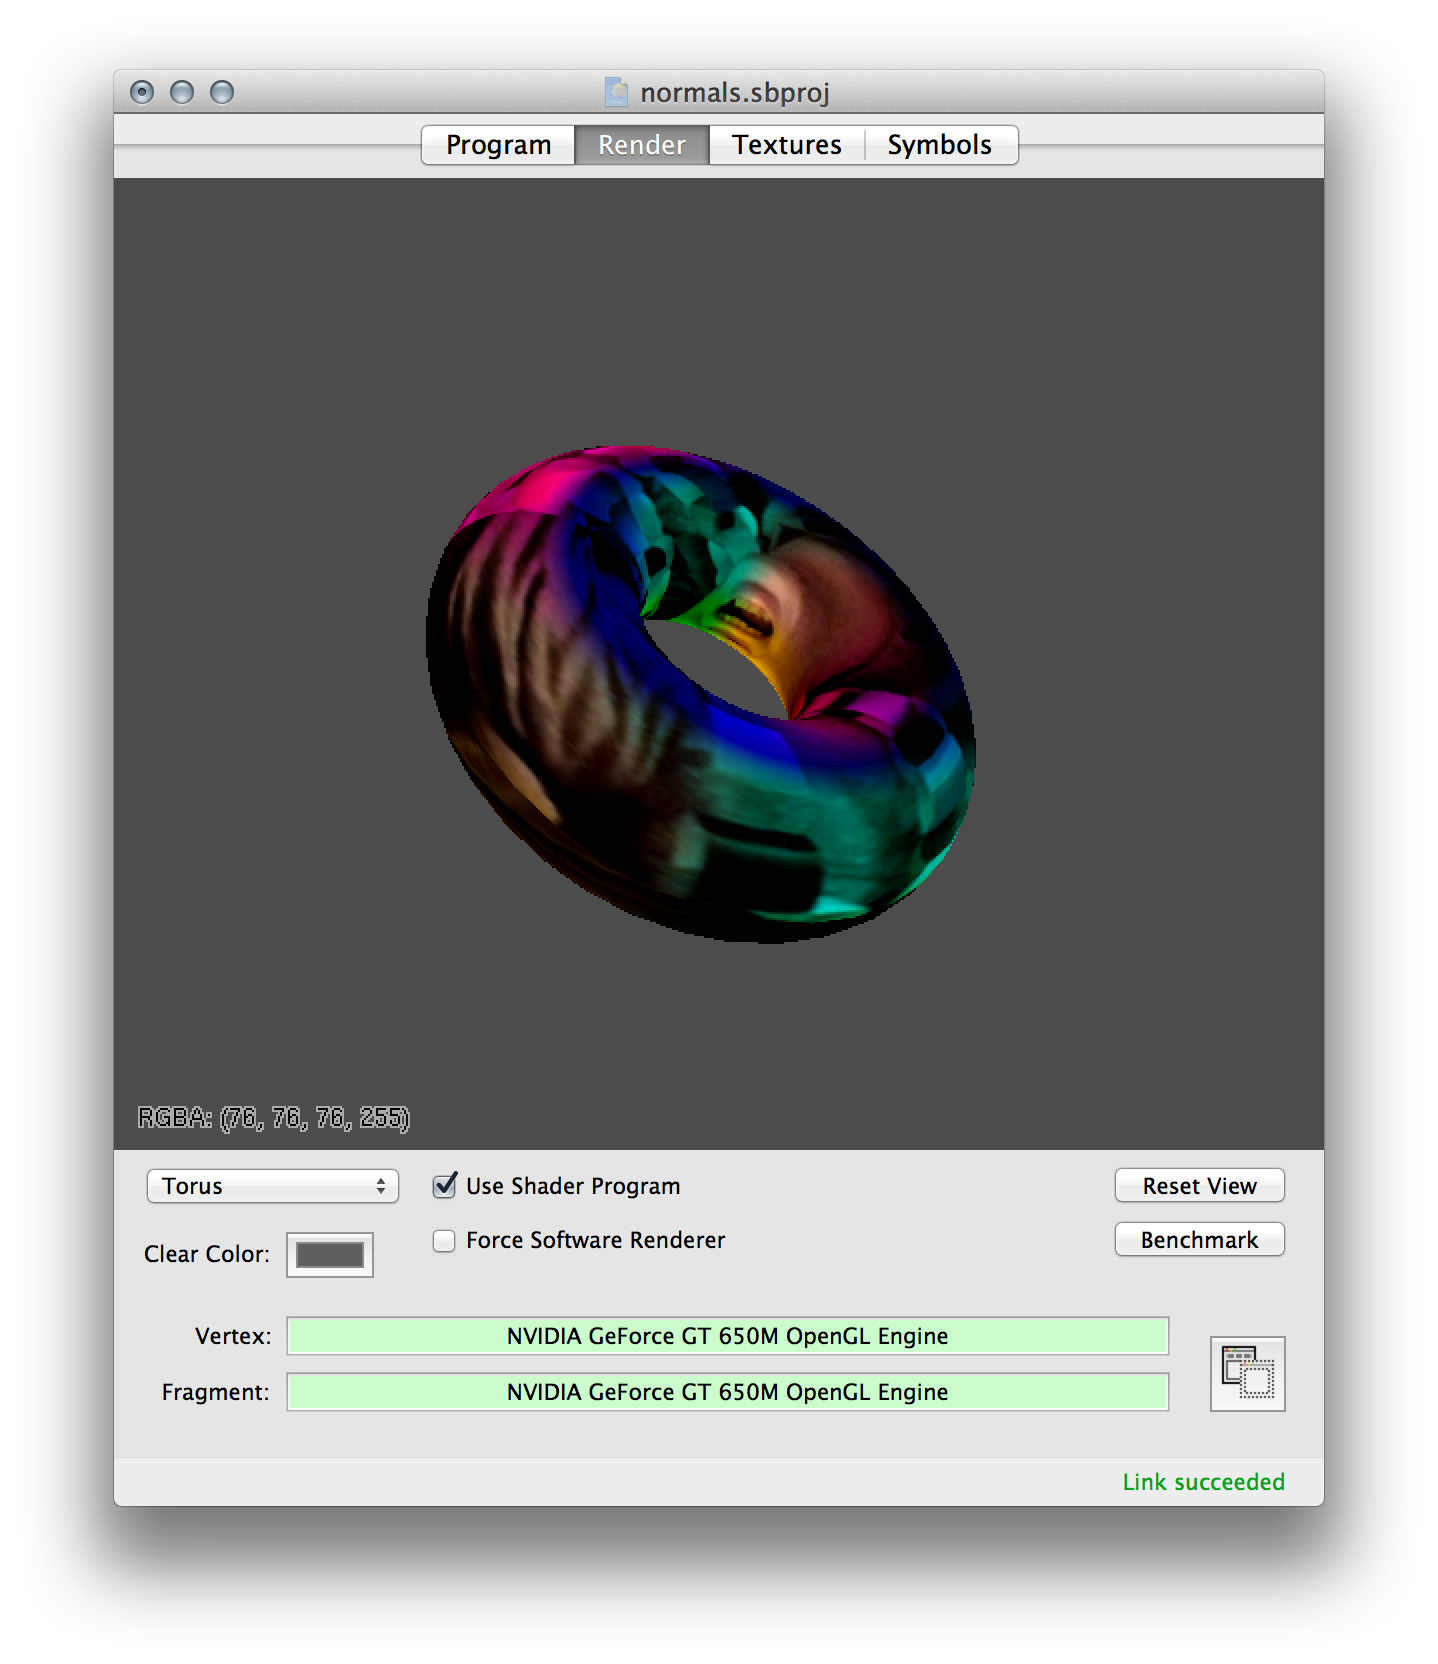 normals.sbproj
Program Render Textures Symbols
RGBA: (76, 76, 76, 255)
Torus Use Shader Program Reset View
Clear Color: Force Software Renderer Benchmark
Vertex: NVIDIA GeForce GT 650M OpenGL Engine
Fragment: NVIDIA GeForce GT 650M OpenGL Engine
Link succeeded